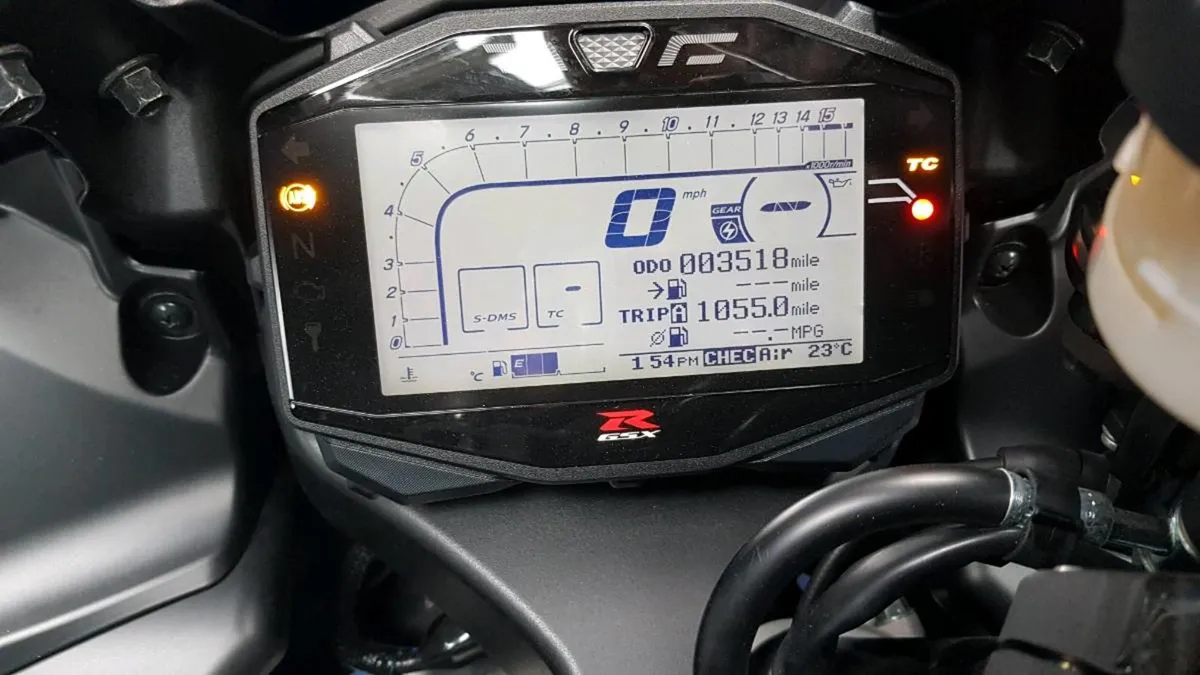 5 . 6 . 7 . 8 . 9 . 10 . 11 . 12 13 14 15
x1000r/min
TC
ABS
4
3
2
1
0
N
0 mph
GEAR
ODO 003518 mile
---- mile
TRIP A 1055.0 mile
---.- MPG
S-DMS
TC -
°C
E
1:54 PM CHEC Air 23°C
R
GSX